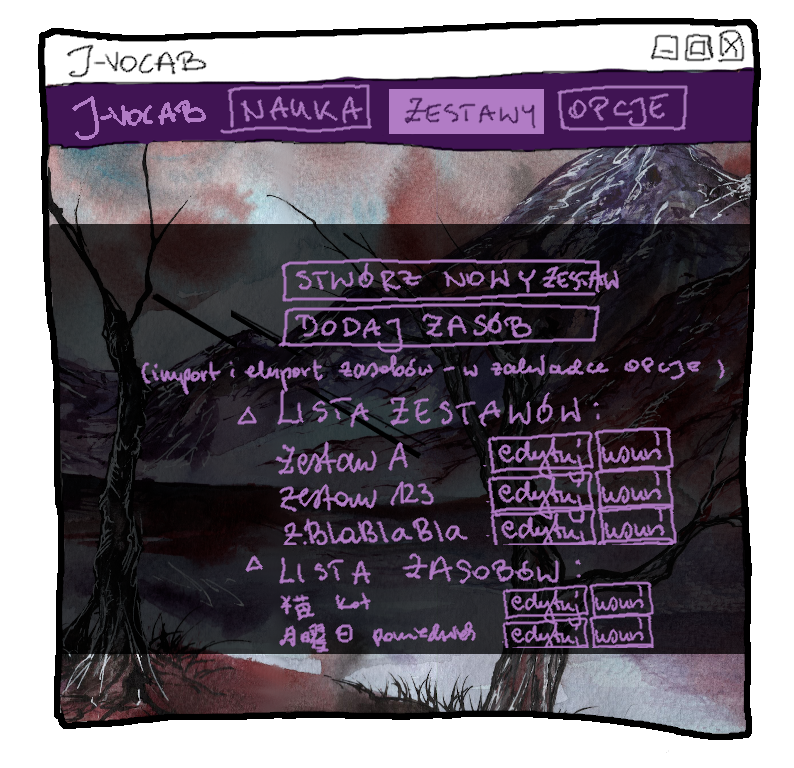 J-VOCAB
J-VOCAB NAUKA ZESTAWY OPCJE
STWÓRZ NOWY ZESTAW
DODAJ ZASÓB
(import i eksport zasobów - w zakładce OPCJE)
△ LISTA ZESTAWÓW:
Zestaw A edytuj usuń
Zestaw 123 edytuj usuń
Z.BlaBlaBla edytuj usuń
△ LISTA ZASOBÓW:
猫 kot edytuj usuń
月曜日 poniedziałek edytuj usuń